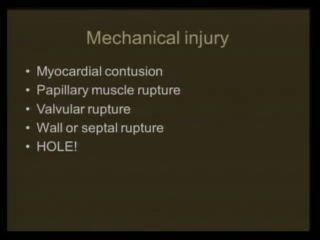 Mechanical injury
• Myocardial contusion
• Papillary muscle rupture
• Valvular rupture
• Wall or septal rupture
• HOLE!